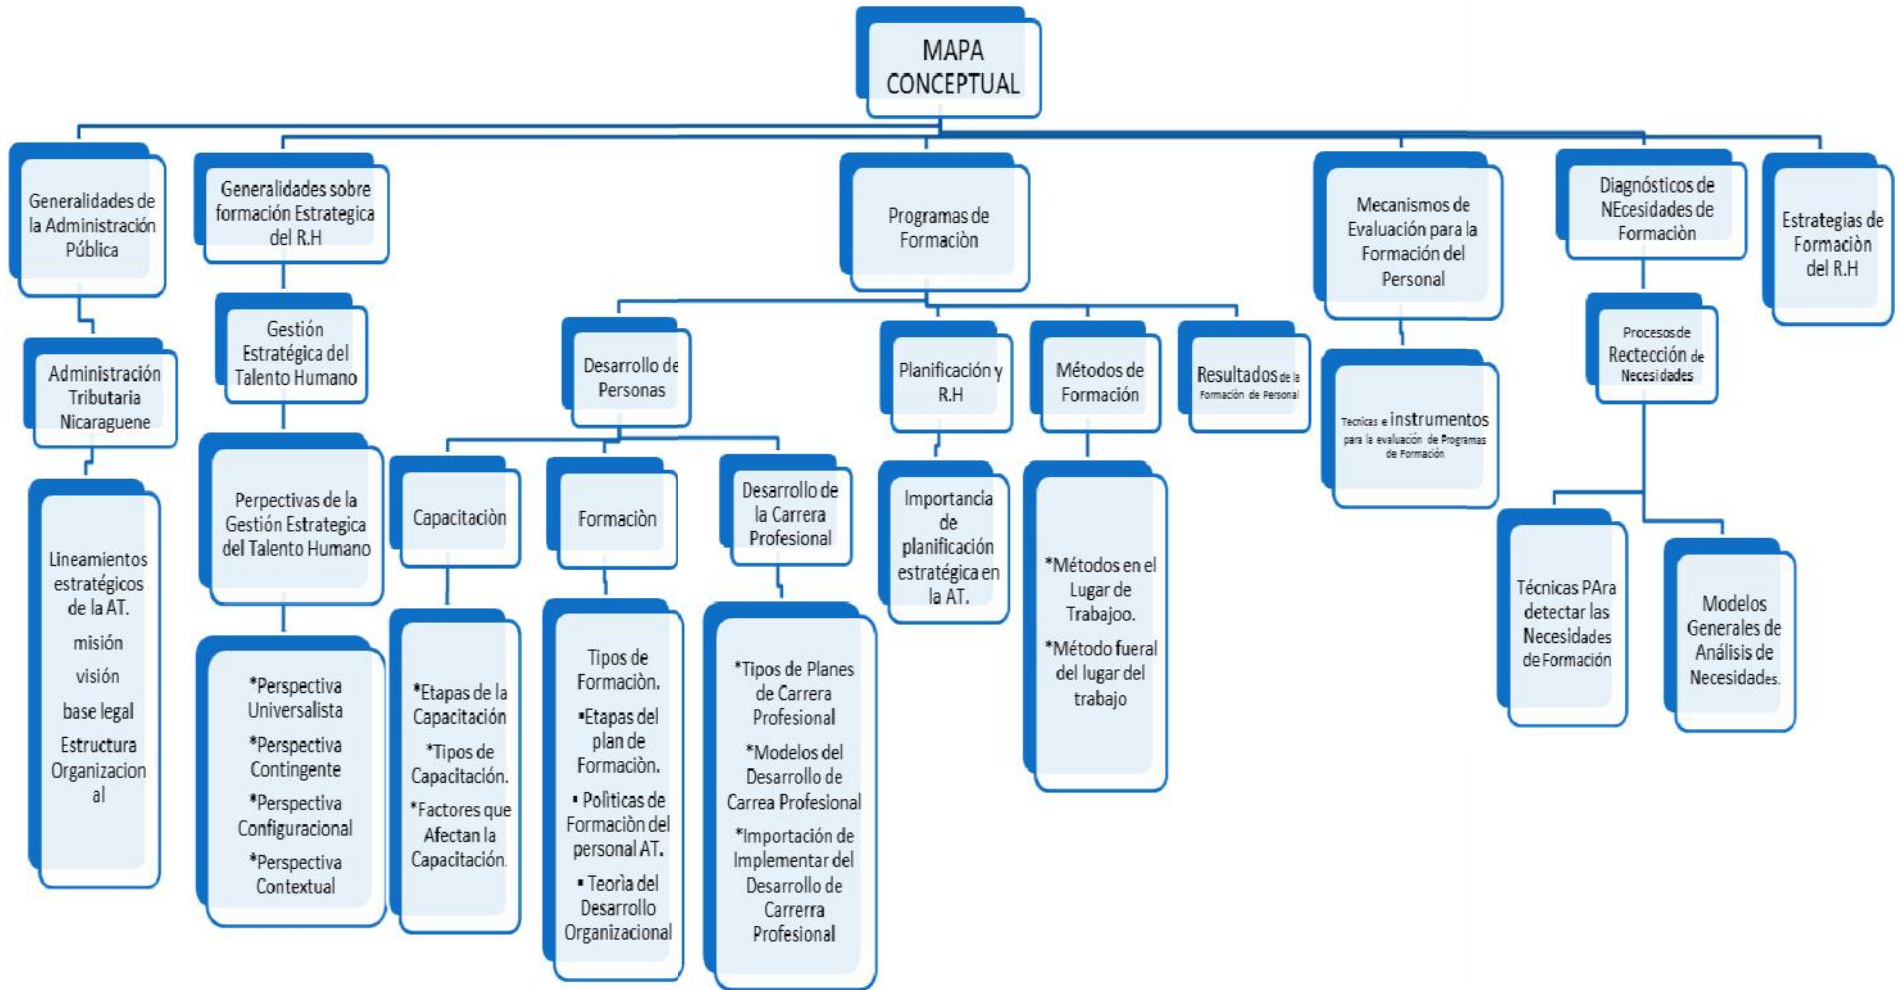 MAPA
CONCEPTUAL
Generalidades de
la Administración
Pública
Generalidades sobre
formación Estrategica
del R.H
Programas de
Formaciòn
Mecanismos de
Evaluación para la
Formación del
Personal
Diagnósticos de
NEcesidades de
Formaciòn
Estrategias de
Formaciòn
del R.H
Administración
Tributaria
Nicaraguene
Gestión
Estratégica del
Talento Humano
Desarrollo de
Personas
Planificación y
R.H
Métodos de
Formación
Resultados de la
Formaciòn de Personal
Tecnicas e instrumentos
para la evaluación de Programas
de Formación
Procesos de
Rectección de
Necesidades
Lineamientos
estratégicos
de la AT.
misión
visión
base legal
Estructura
Organizacion
al
Perpectivas de la
Gestión Estrategica
del Talento Humano
*Perspectiva
Universalista
*Perspectiva
Contingente
*Perspectiva
Configuracional
*Perspectiva
Contextual
Capacitaciòn
Formaciòn
Desarrollo de
la Carrera
Profesional
*Etapas de la
Capacitación
*Tipos de
Capacitación.
*Factores que
Afectan la
Capacitación.
Tipos de
Formaciòn.
▪Etapas del
plan de
Formaciòn.
▪ Polìticas de
Formaciòn del
personal AT.
▪ Teorìa del
Desarrollo
Organizacional
*Tipos de Planes
de Carrera
Profesional
*Modelos del
Desarrollo de
Carrea Profesional
*Importación de
Implementar del
Desarrollo de
Carrerra
Profesional
Importancia
de
planificación
estratégica en
la AT.
*Métodos en el
Lugar de
Trabajoo.
*Método fueral
del lugar del
trabajo
Técnicas PAra
detectar las
Necesidades
de Formación
Modelos
Generales de
Análisis de
Necesidades.